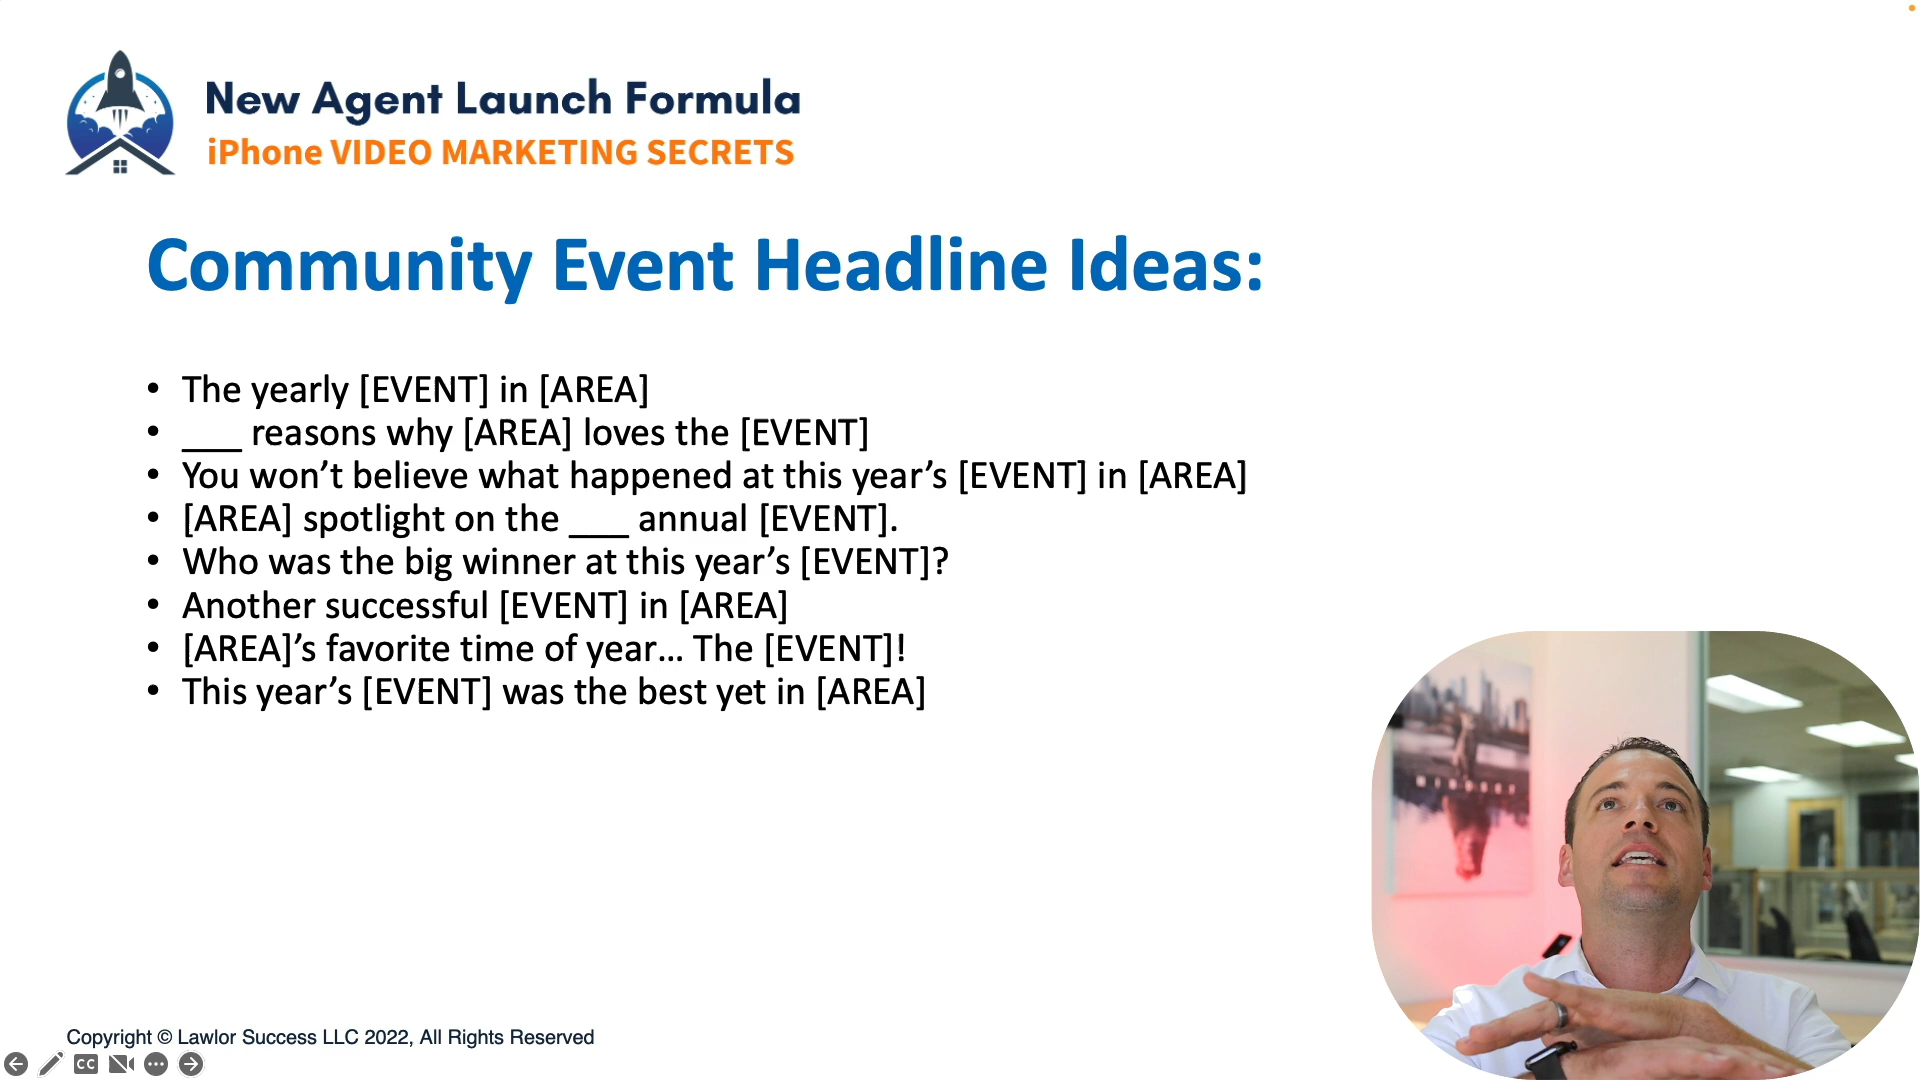 New Agent Launch Formula
iPhone VIDEO MARKETING SECRETS
Community Event Headline Ideas:
• The yearly [EVENT] in [AREA]
• ___ reasons why [AREA] loves the [EVENT]
• You won’t believe what happened at this year’s [EVENT] in [AREA]
• [AREA] spotlight on the ___ annual [EVENT].
• Who was the big winner at this year’s [EVENT]?
• Another successful [EVENT] in [AREA]
• [AREA]’s favorite time of year... The [EVENT]!
• This year’s [EVENT] was the best yet in [AREA]
MINDSET
Copyright © Lawlor Success LLC 2022, All Rights Reserved
CC